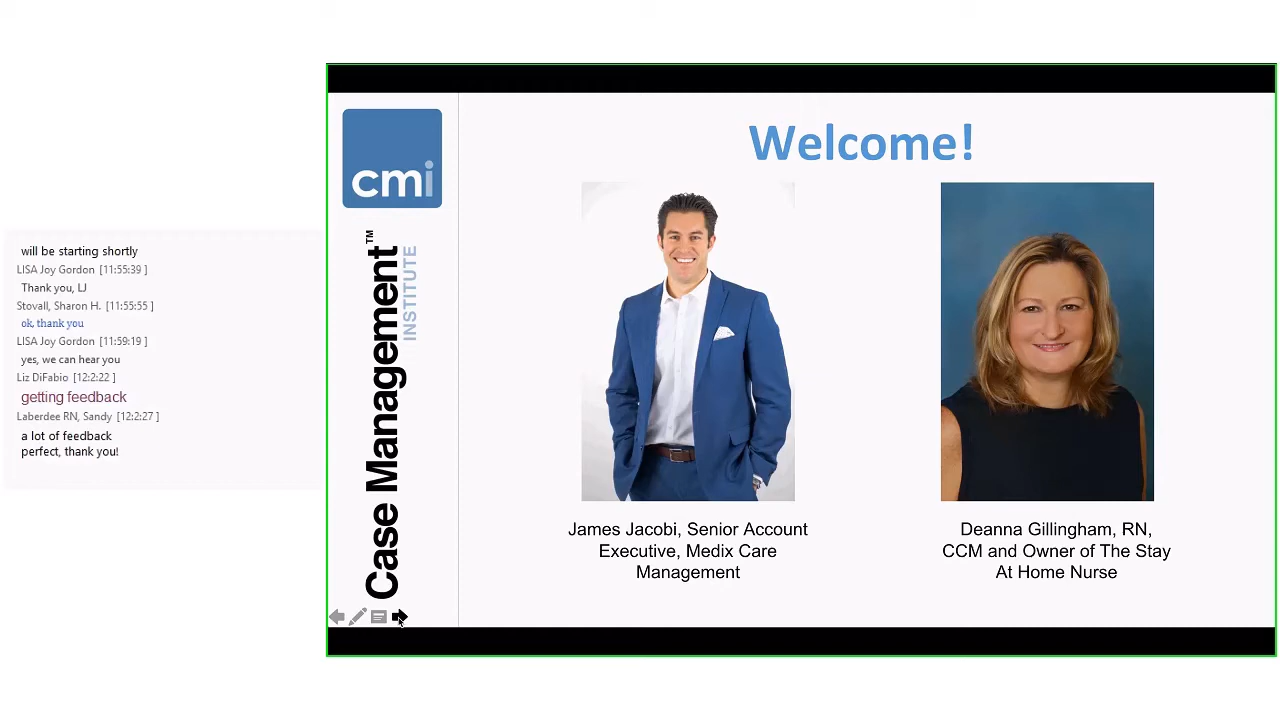 will be starting shortly
LISA Joy Gordon [11:55:39 ]
Thank you, LJ
Stovall, Sharon H. [11:55:55 ]
ok, thank you
LISA Joy Gordon [11:59:19 ]
yes, we can hear you
Liz DiFabio [12:2:22 ]
getting feedback
Laberdee RN, Sandy [12:2:27 ]
a lot of feedback
perfect, thank you!
cmi
Case Management™
INSTITUTE
Welcome!
James Jacobi, Senior Account
Executive, Medix Care
Management
Deanna Gillingham, RN,
CCM and Owner of The Stay
At Home Nurse